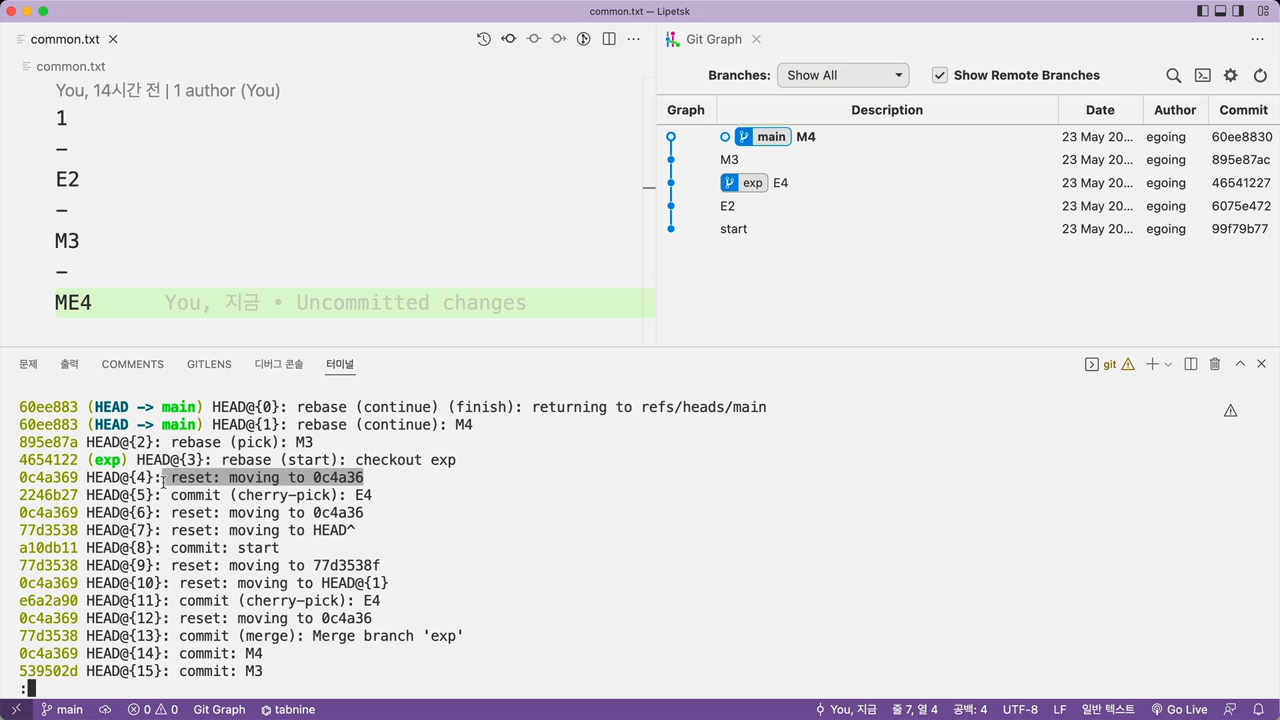 common.txt — Lipetsk
common.txt
Git Graph
common.txt
You, 14시간 전 | 1 author (You)
1
–
E2
–
M3
–
ME4 You, 지금 • Uncommitted changes
Branches: Show All Show Remote Branches
Graph Description Date Author Commit
main M4 23 May 20... egoing 60ee8830
M3 23 May 20... egoing 895e87ac
exp E4 23 May 20... egoing 46541227
E2 23 May 20... egoing 6075e472
start 23 May 20... egoing 99f79b77
문제 출력 COMMENTS GITLENS 디버그 콘솔 터미널 git
60ee883 (HEAD -> main) HEAD@{0}: rebase (continue) (finish): returning to refs/heads/main
60ee883 (HEAD -> main) HEAD@{1}: rebase (continue): M4
895e87a HEAD@{2}: rebase (pick): M3
4654122 (exp) HEAD@{3}: rebase (start): checkout exp
0c4a369 HEAD@{4}: reset: moving to 0c4a36
2246b27 HEAD@{5}: commit (cherry-pick): E4
0c4a369 HEAD@{6}: reset: moving to 0c4a36
77d3538 HEAD@{7}: reset: moving to HEAD^
a10db11 HEAD@{8}: commit: start
77d3538 HEAD@{9}: reset: moving to 77d3538f
0c4a369 HEAD@{10}: reset: moving to HEAD@{1}
e6a2a90 HEAD@{11}: commit (cherry-pick): E4
0c4a369 HEAD@{12}: reset: moving to 0c4a36
77d3538 HEAD@{13}: commit (merge): Merge branch 'exp'
0c4a369 HEAD@{14}: commit: M4
539502d HEAD@{15}: commit: M3
:
main 0 0 Git Graph tabnine You, 지금 줄 7, 열 4 공백: 4 UTF-8 LF 일반 텍스트 Go Live